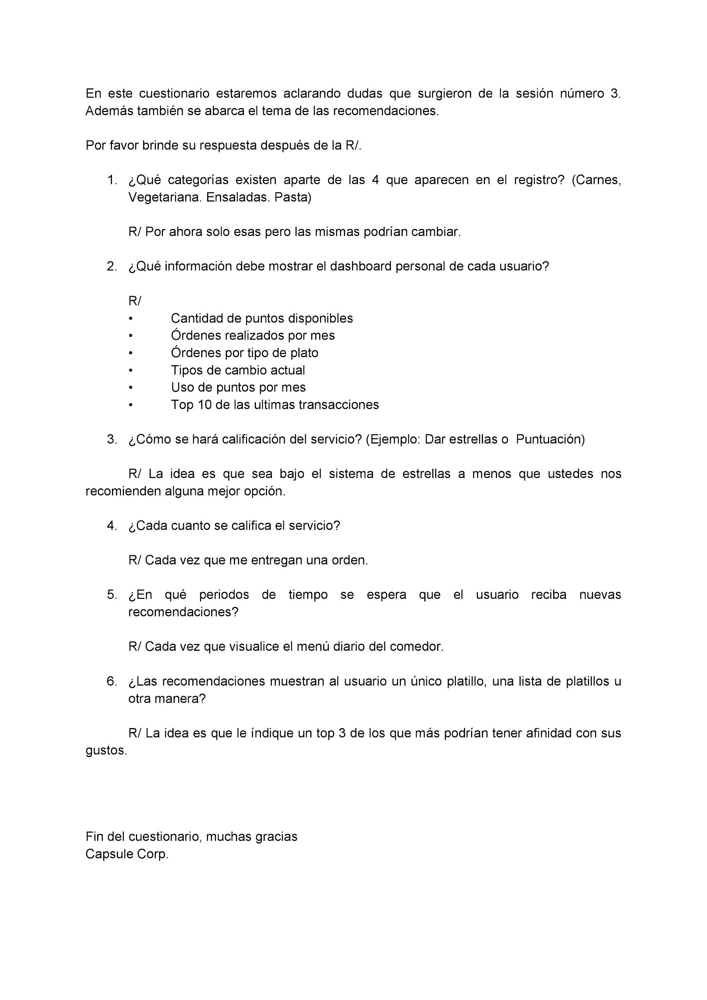 En este cuestionario estaremos aclarando dudas que surgieron de la sesión número 3.
Además también se abarca el tema de las recomendaciones.
Por favor brinde su respuesta después de la R/.
1. ¿Qué categorías existen aparte de las 4 que aparecen en el registro? (Carnes,
Vegetariana. Ensaladas. Pasta)
R/ Por ahora solo esas pero las mismas podrían cambiar.
2. ¿Qué información debe mostrar el dashboard personal de cada usuario?
R/
• Cantidad de puntos disponibles
• Órdenes realizados por mes
• Órdenes por tipo de plato
• Tipos de cambio actual
• Uso de puntos por mes
• Top 10 de las ultimas transacciones
3. ¿Cómo se hará calificación del servicio? (Ejemplo: Dar estrellas o  Puntuación)
R/ La idea es que sea bajo el sistema de estrellas a menos que ustedes nos
recomienden alguna mejor opción.
4. ¿Cada cuanto se califica el servicio?
R/ Cada vez que me entregan una orden.
5. ¿En qué periodos de tiempo se espera que el usuario reciba nuevas
recomendaciones?
R/ Cada vez que visualice el menú diario del comedor.
6. ¿Las recomendaciones muestran al usuario un único platillo, una lista de platillos u
otra manera?
R/ La idea es que le índique un top 3 de los que más podrían tener afinidad con sus
gustos.
Fin del cuestionario, muchas gracias
Capsule Corp.